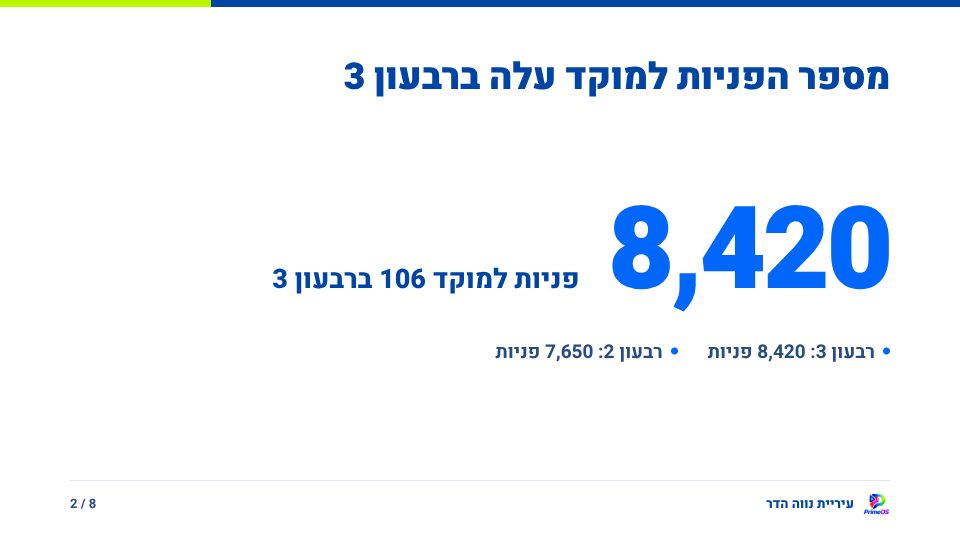 מספר הפניות למוקד עלה ברבעון 3
8,420
פניות למוקד 106 ברבעון 3
• רבעון 3: 8,420 פניות
• רבעון 2: 7,650 פניות
PrimeOS
עיריית נווה הדר
2 / 8